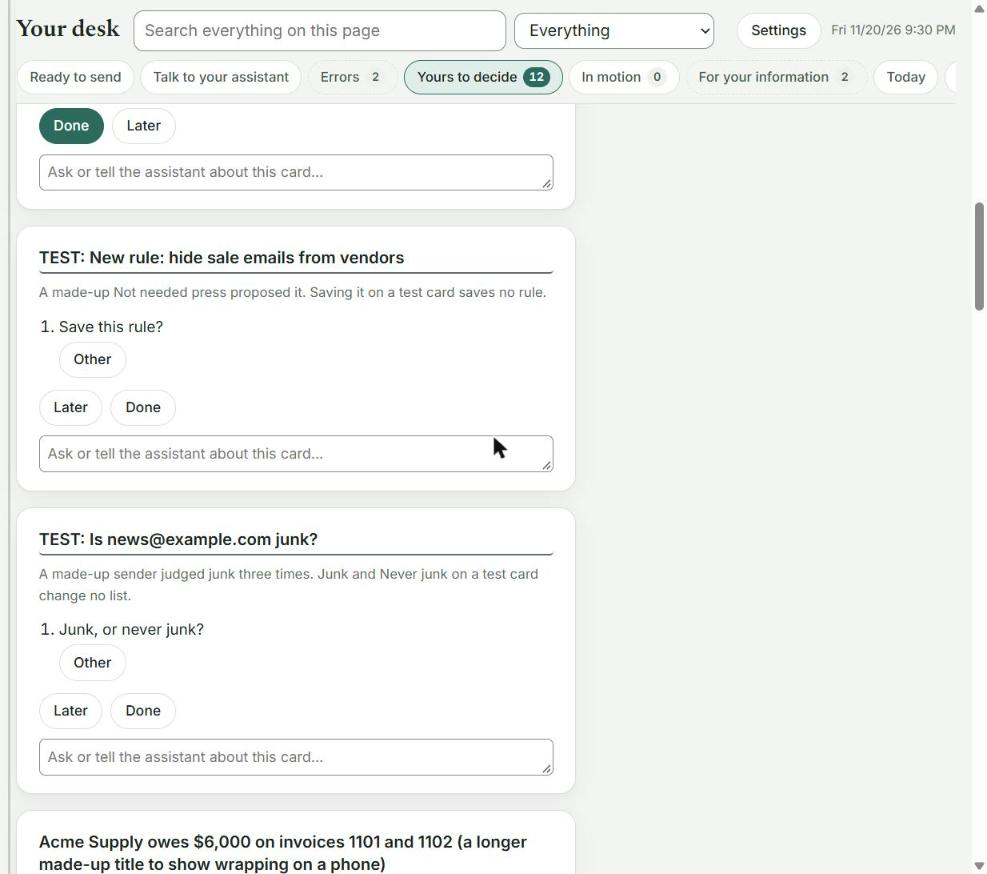 Your desk
Search everything on this page
Everything
Settings
Fri 11/20/26 9:30 PM
Ready to send
Talk to your assistant
Errors 2
Yours to decide 12
In motion 0
For your information 2
Today
Done
Later
Ask or tell the assistant about this card...
TEST: New rule: hide sale emails from vendors
A made-up Not needed press proposed it. Saving it on a test card saves no rule.
1. Save this rule?
Other
Later
Done
Ask or tell the assistant about this card...
TEST: Is news@example.com junk?
A made-up sender judged junk three times. Junk and Never junk on a test card
change no list.
1. Junk, or never junk?
Other
Later
Done
Ask or tell the assistant about this card...
Acme Supply owes $6,000 on invoices 1101 and 1102 (a longer
made-up title to show wrapping on a phone)